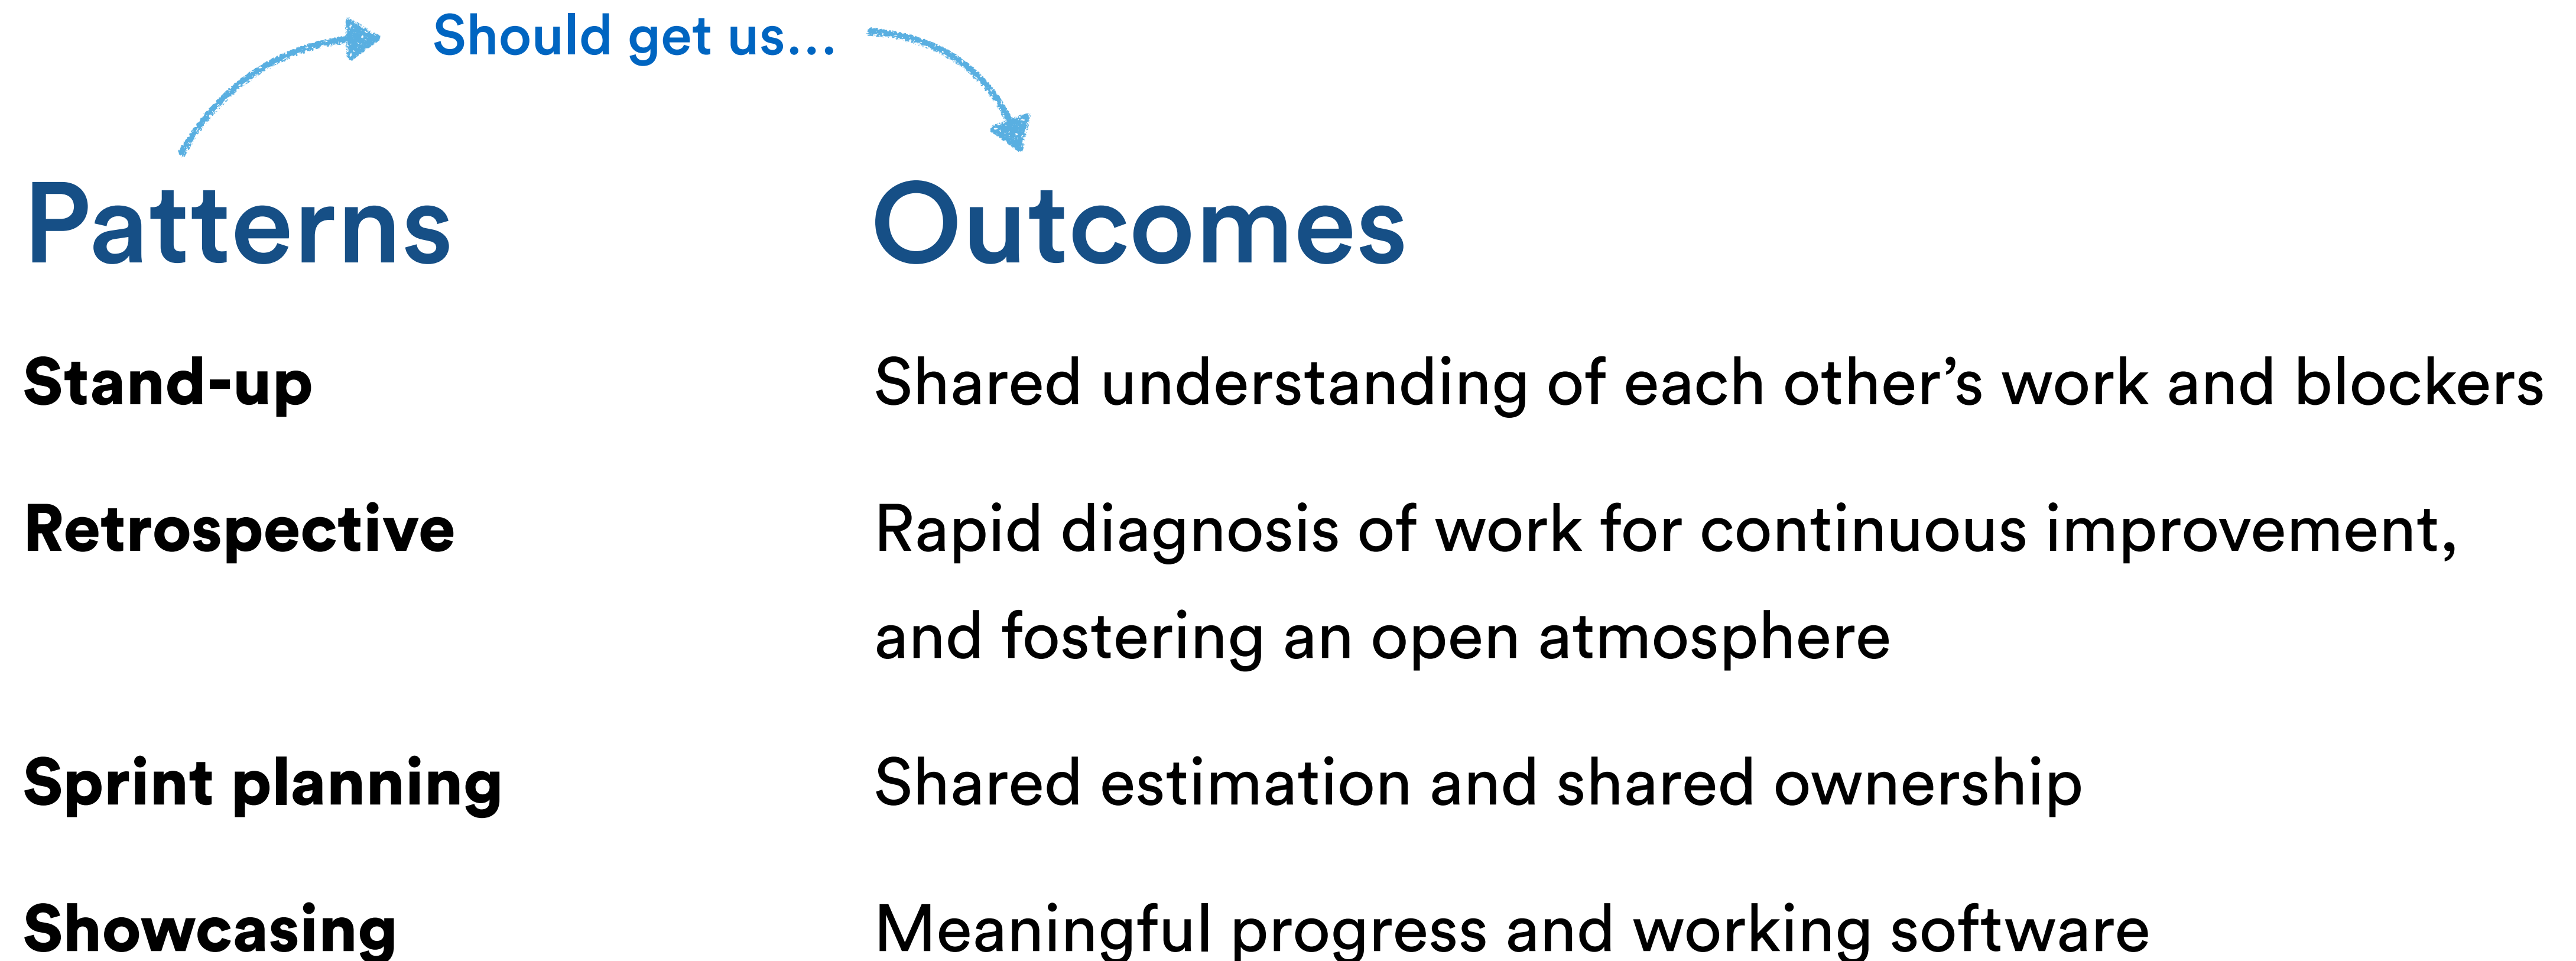 Should get us...
Patterns
Outcomes
Stand-up
Shared understanding of each other’s work and blockers
Retrospective
Rapid diagnosis of work for continuous improvement,
and fostering an open atmosphere
Sprint planning
Shared estimation and shared ownership
Showcasing
Meaningful progress and working software